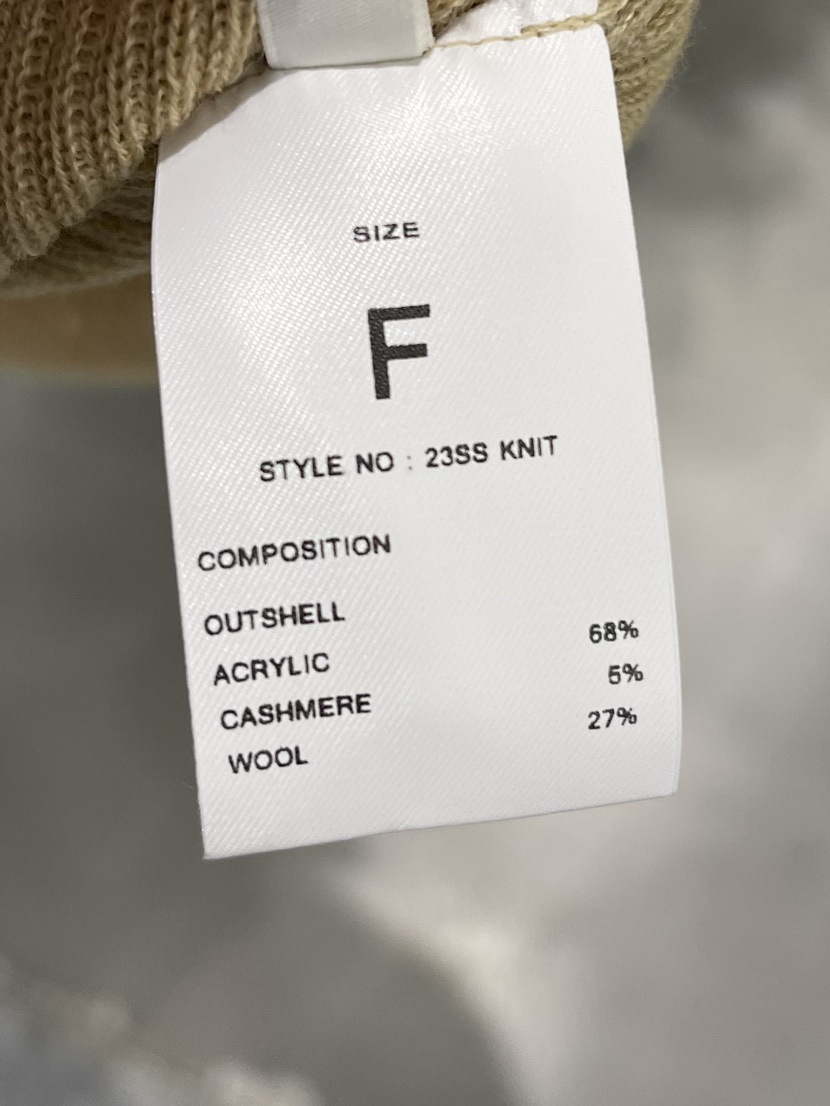 SIZE
F
STYLE NO : 23SS KNIT
COMPOSITION
OUTSHELL
ACRYLIC 68%
CASHMERE 5%
WOOL 27%